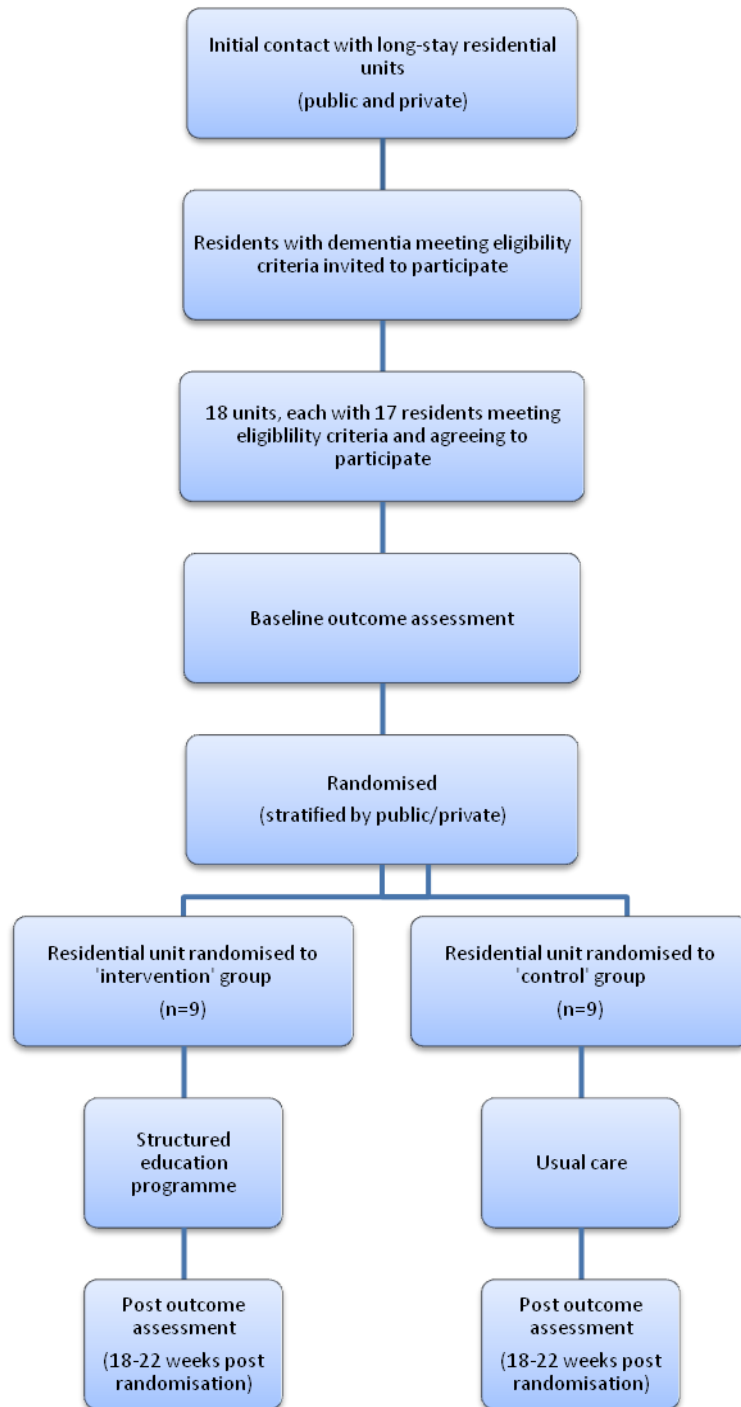 Initial contact with long-stay residential
units
(public and private)
Residents with dementia meeting eligibility
criteria invited to participate
18 units, each with 17 residents meeting
eligiblility criteria and agreeing to
participate
Baseline outcome assessment
Randomised
(stratified by public/private)
Residential unit randomised to
'intervention' group
(n=9)
Residential unit randomised to
'control' group
(n=9)
Structured
education
programme
Usual care
Post outcome
assessment
(18-22 weeks post
randomisation)
Post outcome
assessment
(18-22 weeks post
randomisation)